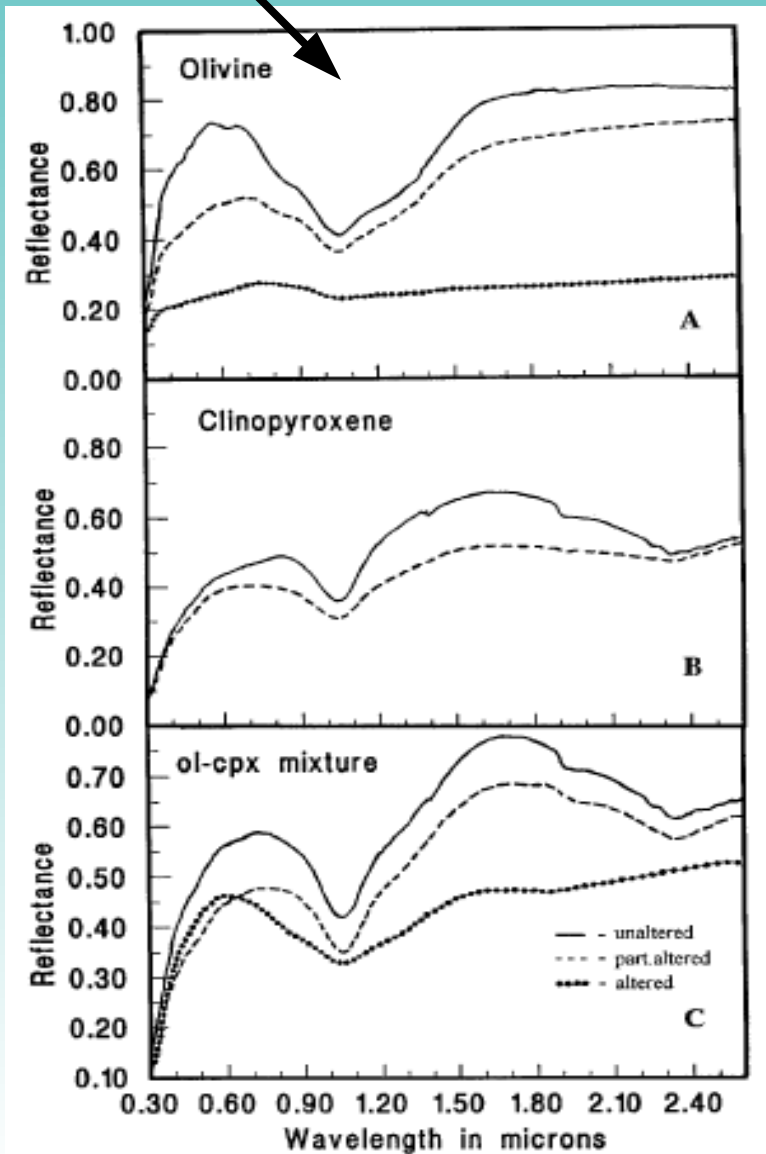 1.00
Olivine
0.80
0.60
0.40
0.20
0.00
Reflectance
A
Clinopyroxene
0.80
0.60
0.40
0.20
0.00
Reflectance
B
ol-cpx mixture
0.70
0.60
0.50
0.40
0.30
0.20
0.10
Reflectance
— - unaltered
---- - part.altered
•••• - altered
C
0.30 0.60 0.90 1.20 1.50 1.80 2.10 2.40
Wavelength in microns